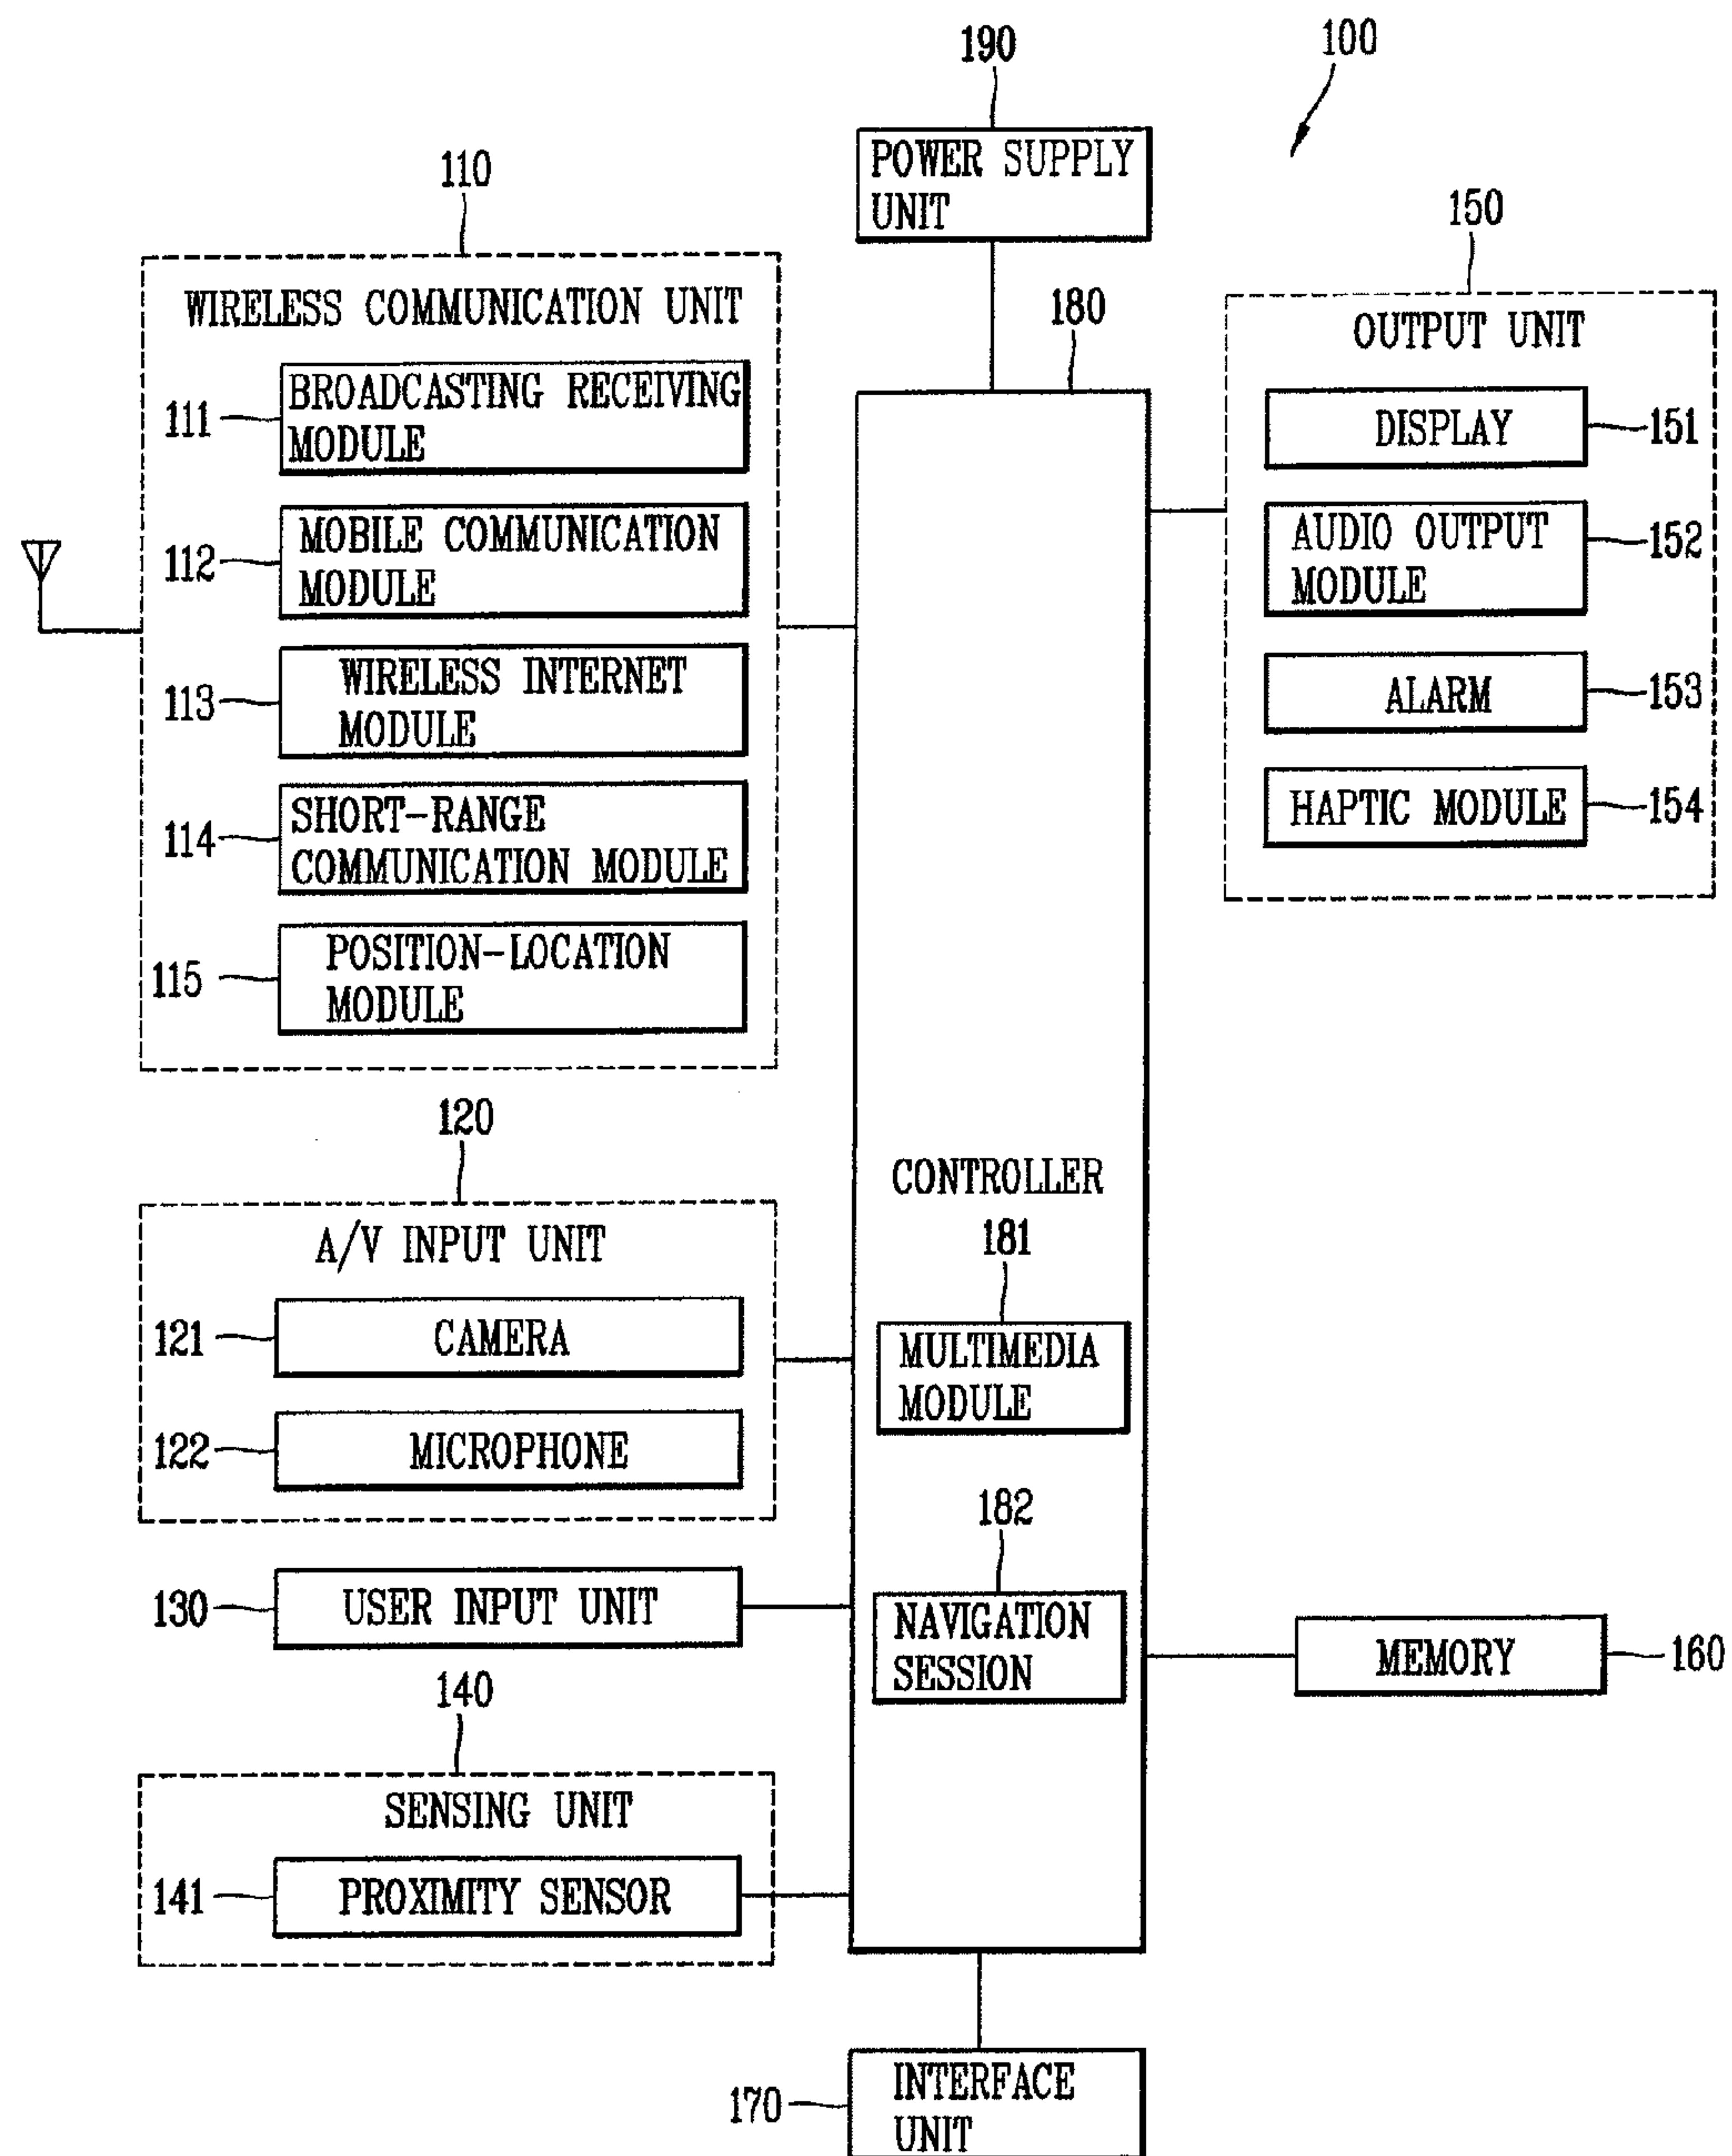 190
100
POWER SUPPLY
UNIT
110
WIRELESS COMMUNICATION UNIT
111
BROADCASTING RECEIVING
MODULE
112
MOBILE COMMUNICATION
MODULE
113
WIRELESS INTERNET
MODULE
114
SHORT-RANGE
COMMUNICATION MODULE
115
POSITION-LOCATION
MODULE
150
OUTPUT UNIT
DISPLAY
151
AUDIO OUTPUT
MODULE
152
ALARM
153
HAPTIC MODULE
154
120
A/V INPUT UNIT
121
CAMERA
122
MICROPHONE
130
USER INPUT UNIT
140
SENSING UNIT
141
PROXIMITY SENSOR
180
CONTROLLER
181
MULTIMEDIA
MODULE
182
NAVIGATION
SESSION
MEMORY
160
170
INTERFACE
UNIT